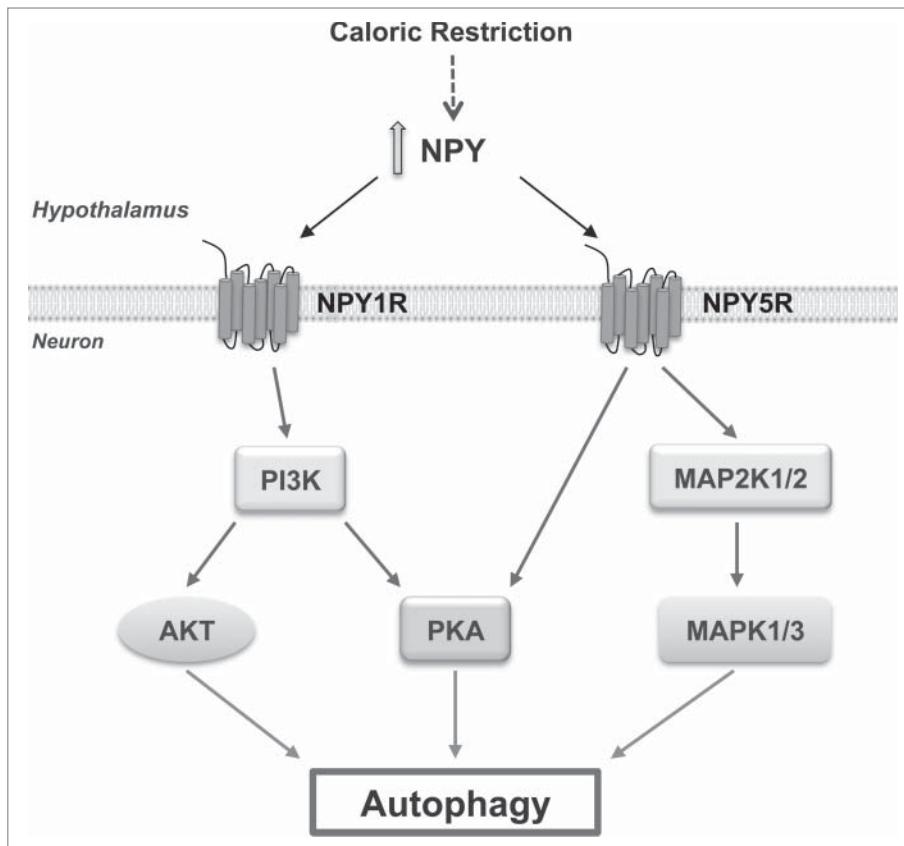 Caloric Restriction
NPY
Hypothalamus
NPY1R
NPY5R
Neuron
PI3K
MAP2K1/2
AKT
PKA
MAPK1/3
Autophagy